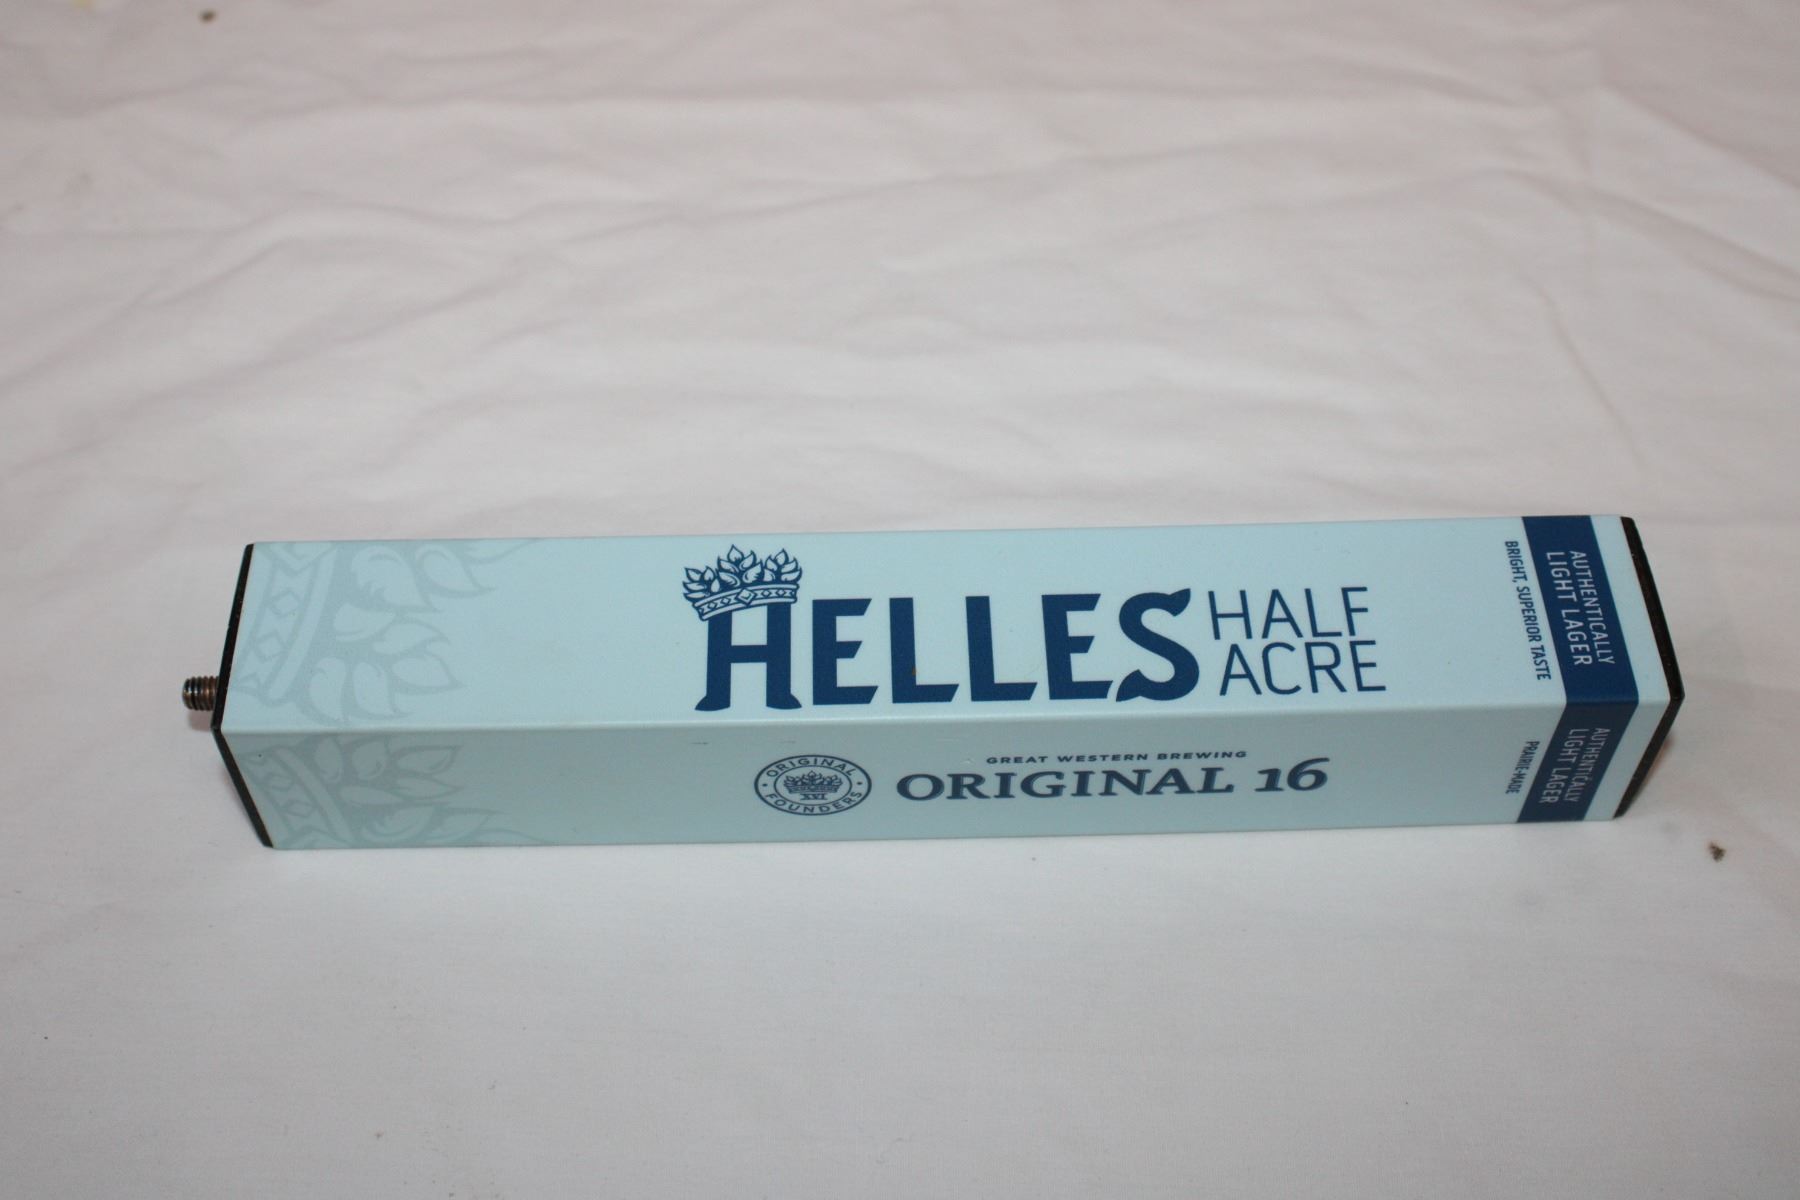 HELLES
HALF
ACRE
BRIGHT, SUPERIOR TASTE
AUTHENTICALLY
LIGHT LAGER
ORIGINAL
XVI
FOUNDERS
GREAT WESTERN BREWING
ORIGINAL 16
PRAIRIE-MADE
AUTHENTICALLY
LIGHT LAGER